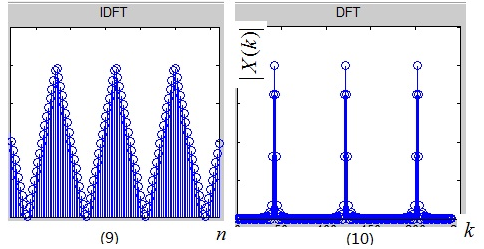 IDFT
DFT
|X(k)|
n
k
(9)
(10)